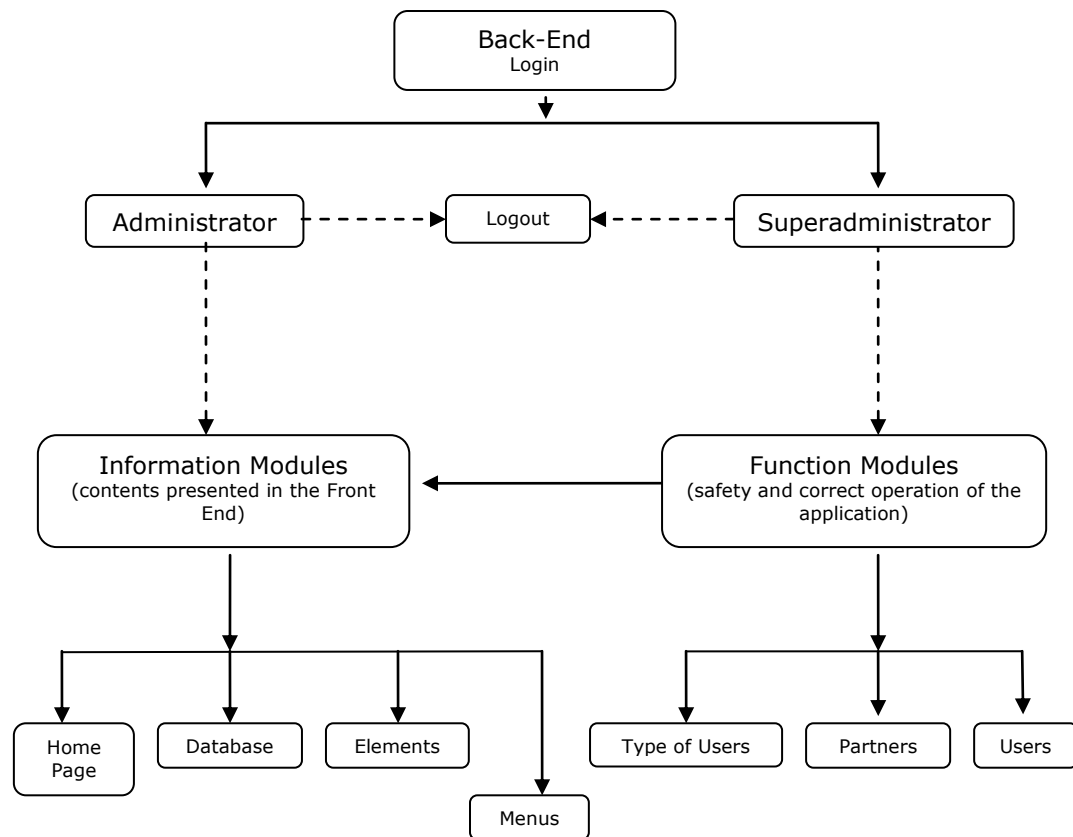 Back-End
Login
Administrator
Logout
Superadministrator
Information Modules
(contents presented in the Front
End)
Function Modules
(safety and correct operation of the
application)
Home
Page
Database
Elements
Menus
Type of Users
Partners
Users